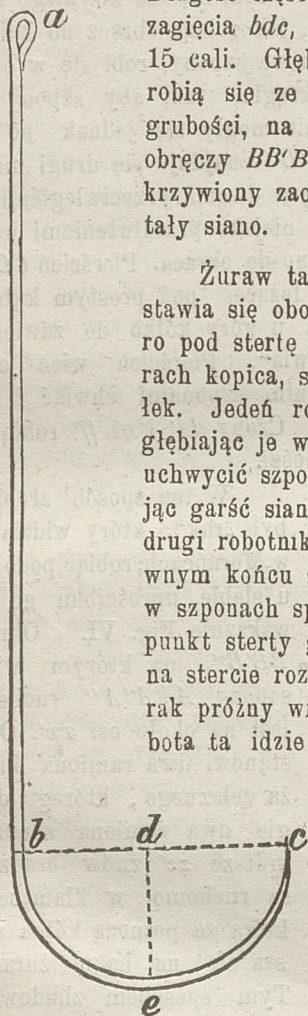 a
zagięcia bdc,
15 cali. Głęb
robią się ze
grubości, na
obręczy BB'B
krzywiony zac
tały siano.
Żuraw ta
stawia się obo
ro pod stertę
rach kopica, s
łek. Jedeń ro
głębiając je w
uchwycić szpo
jąc garść sian
drugi robotnik
wnym końcu
w szponach sp
punkt sterty g
na stercie roz
rak próżny wr
bota ta idzie
b d c
e